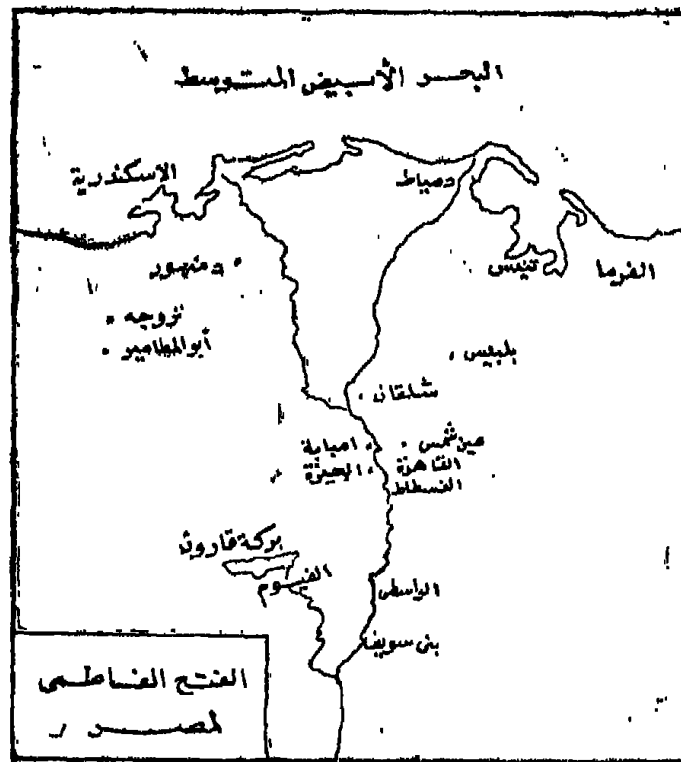 البحر الأبيض المتوسط
الاسكندرية
دمياط
تنيس
الفرما
دمنهور
تروجه
أبو المطامير
بلبيس
شلقان
امبابة
عين شمس
الجيزة
القاهرة
الفسطاط
بركة قارون
الفيوم
الواسطى
بنى سويف
الفتح الفاطمى
لمصر